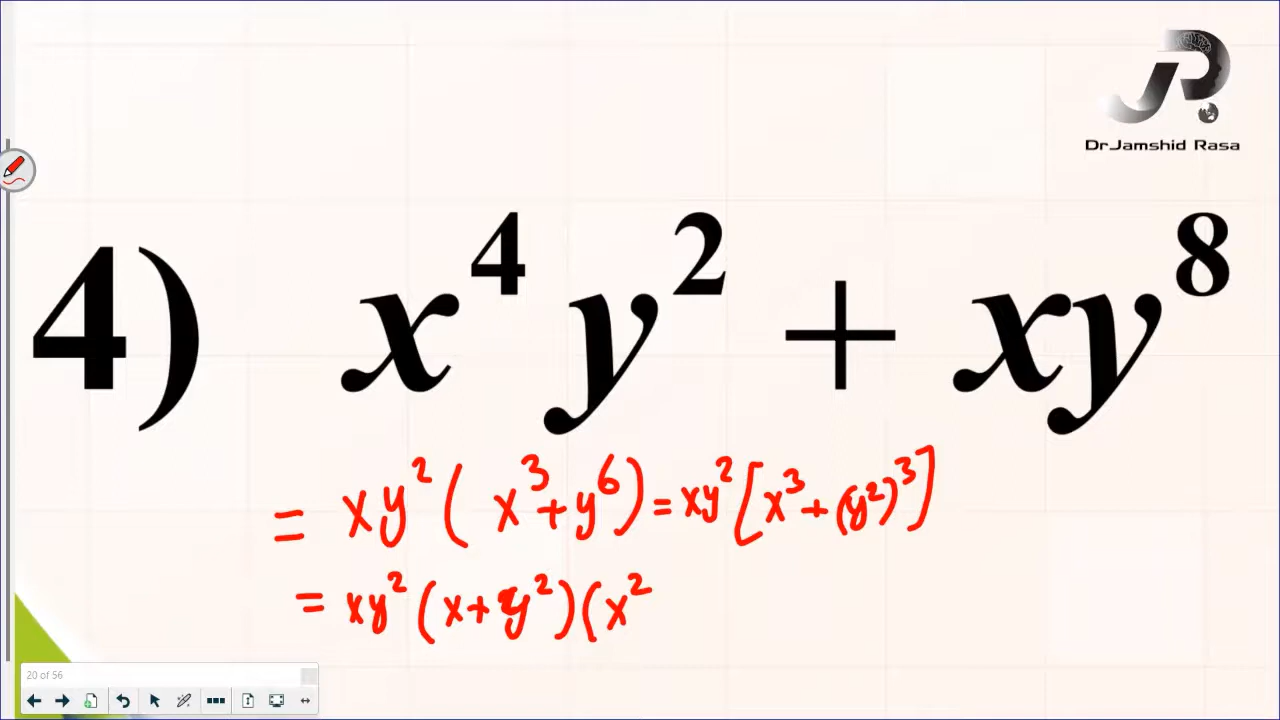 DrJamshid Rasa
4) x⁴y² + xy⁸
= xy² ( x³ + y⁶ ) = xy² [ x³ + (y²)³ ]
= xy² ( x + y² ) ( x²
20 of 56